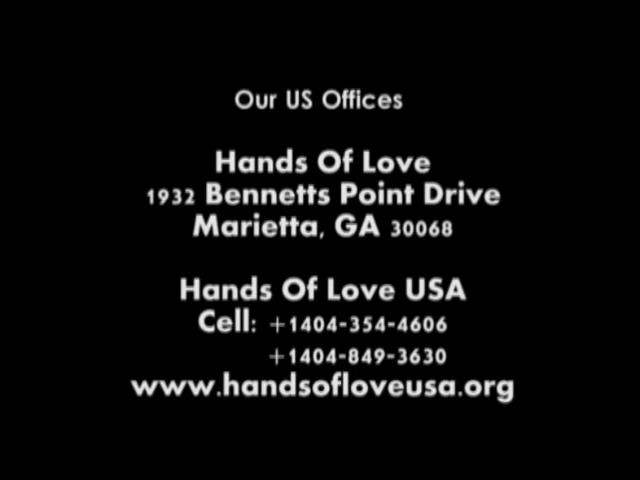 Our US Offices
Hands Of Love
1932 Bennetts Point Drive
Marietta, GA 30068
Hands Of Love USA
Cell: +1404-354-4606
+1404-849-3630
www.handsofloveusa.org